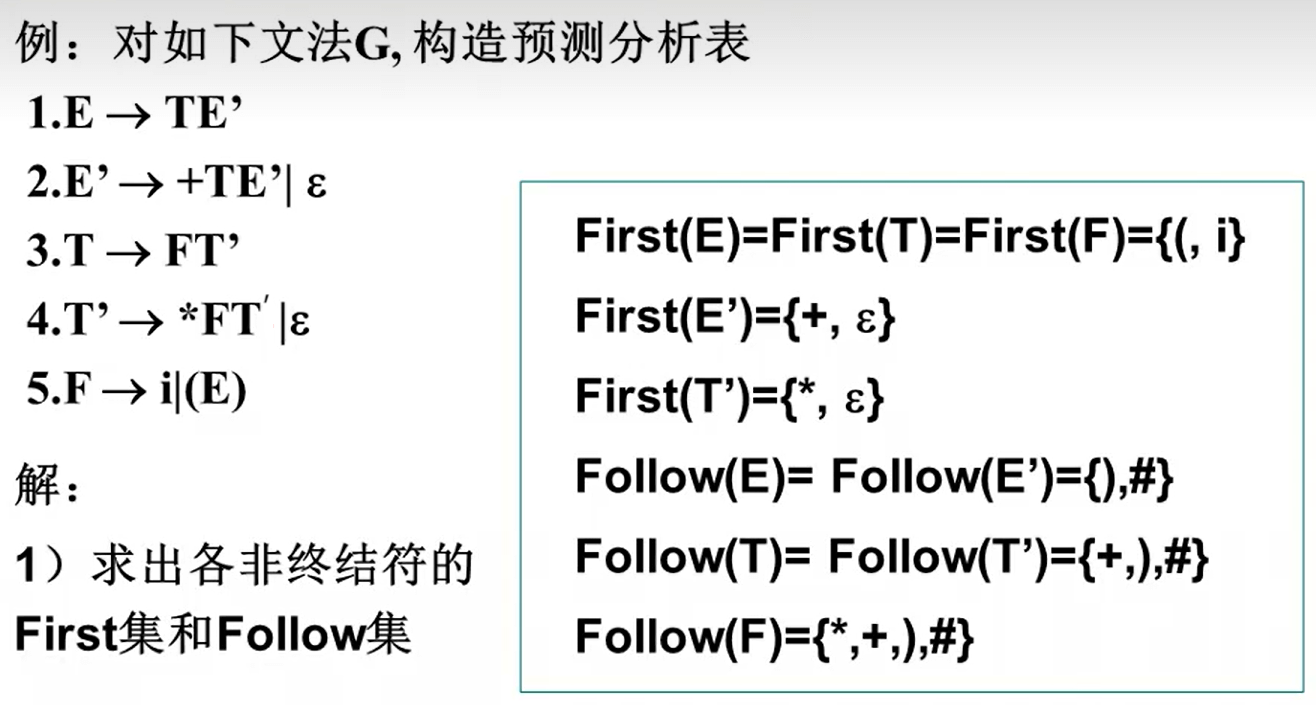 例：对如下文法G, 构造预测分析表
1.E → TE’
2.E’ → +TE’| ε
3.T → FT’
4.T’ → *FT′ |ε
5.F → i|(E)
解：
1）求出各非终结符的
First集和Follow集
First(E)=First(T)=First(F)={(, i}
First(E’)={+, ε}
First(T’)={*, ε}
Follow(E)= Follow(E’)={),#}
Follow(T)= Follow(T’)={+,),#}
Follow(F)={*,+,),#}